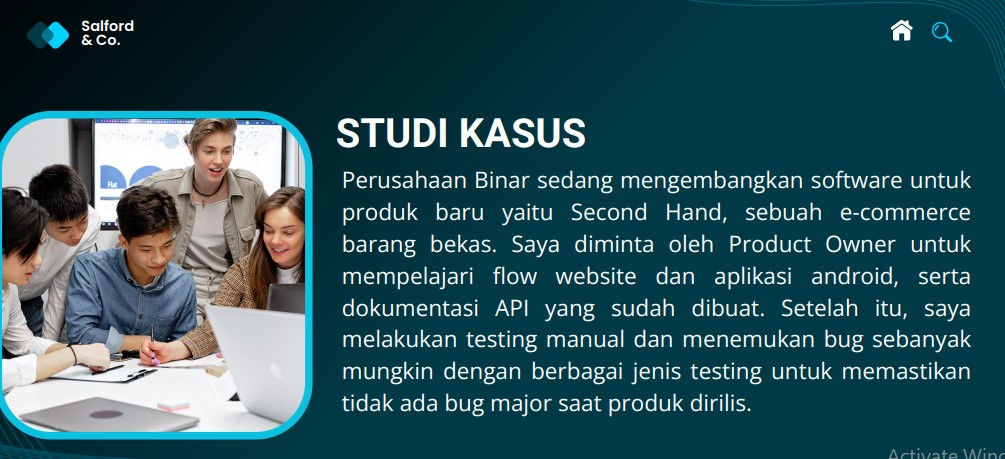 Salford
& Co.
Flat
STUDI KASUS
Perusahaan Binar sedang mengembangkan software untuk
produk baru yaitu Second Hand, sebuah e-commerce
barang bekas. Saya diminta oleh Product Owner untuk
mempelajari flow website dan aplikasi android, serta
dokumentasi API yang sudah dibuat. Setelah itu, saya
melakukan testing manual dan menemukan bug sebanyak
mungkin dengan berbagai jenis testing untuk memastikan
tidak ada bug major saat produk dirilis.
Activate Wind